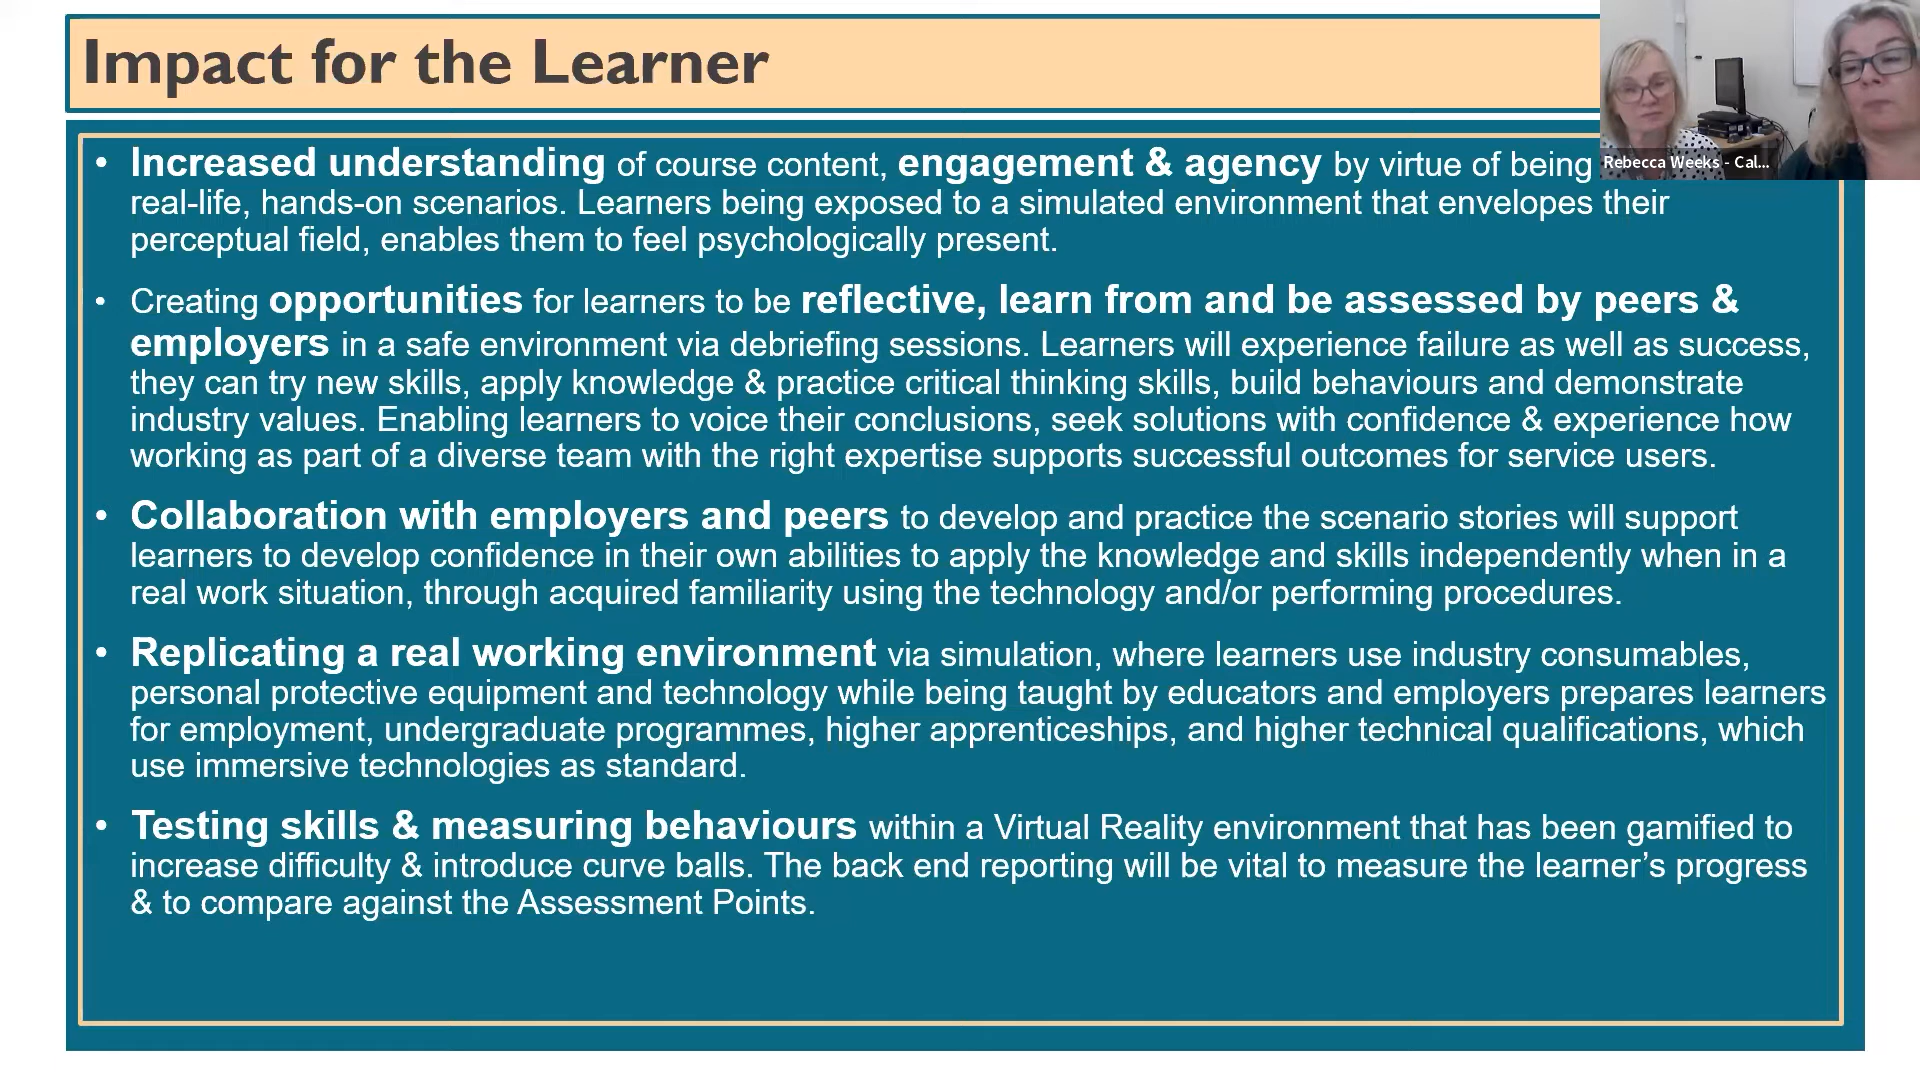 Impact for the Learner
Rebecca Weeks - Cal...
• Increased understanding of course content, engagement & agency by virtue of being
real-life, hands-on scenarios. Learners being exposed to a simulated environment that envelopes their
perceptual field, enables them to feel psychologically present.
• Creating opportunities for learners to be reflective, learn from and be assessed by peers &
employers in a safe environment via debriefing sessions. Learners will experience failure as well as success,
they can try new skills, apply knowledge & practice critical thinking skills, build behaviours and demonstrate
industry values. Enabling learners to voice their conclusions, seek solutions with confidence & experience how
working as part of a diverse team with the right expertise supports successful outcomes for service users.
• Collaboration with employers and peers to develop and practice the scenario stories will support
learners to develop confidence in their own abilities to apply the knowledge and skills independently when in a
real work situation, through acquired familiarity using the technology and/or performing procedures.
• Replicating a real working environment via simulation, where learners use industry consumables,
personal protective equipment and technology while being taught by educators and employers prepares learners
for employment, undergraduate programmes, higher apprenticeships, and higher technical qualifications, which
use immersive technologies as standard.
• Testing skills & measuring behaviours within a Virtual Reality environment that has been gamified to
increase difficulty & introduce curve balls. The back end reporting will be vital to measure the learner’s progress
& to compare against the Assessment Points.